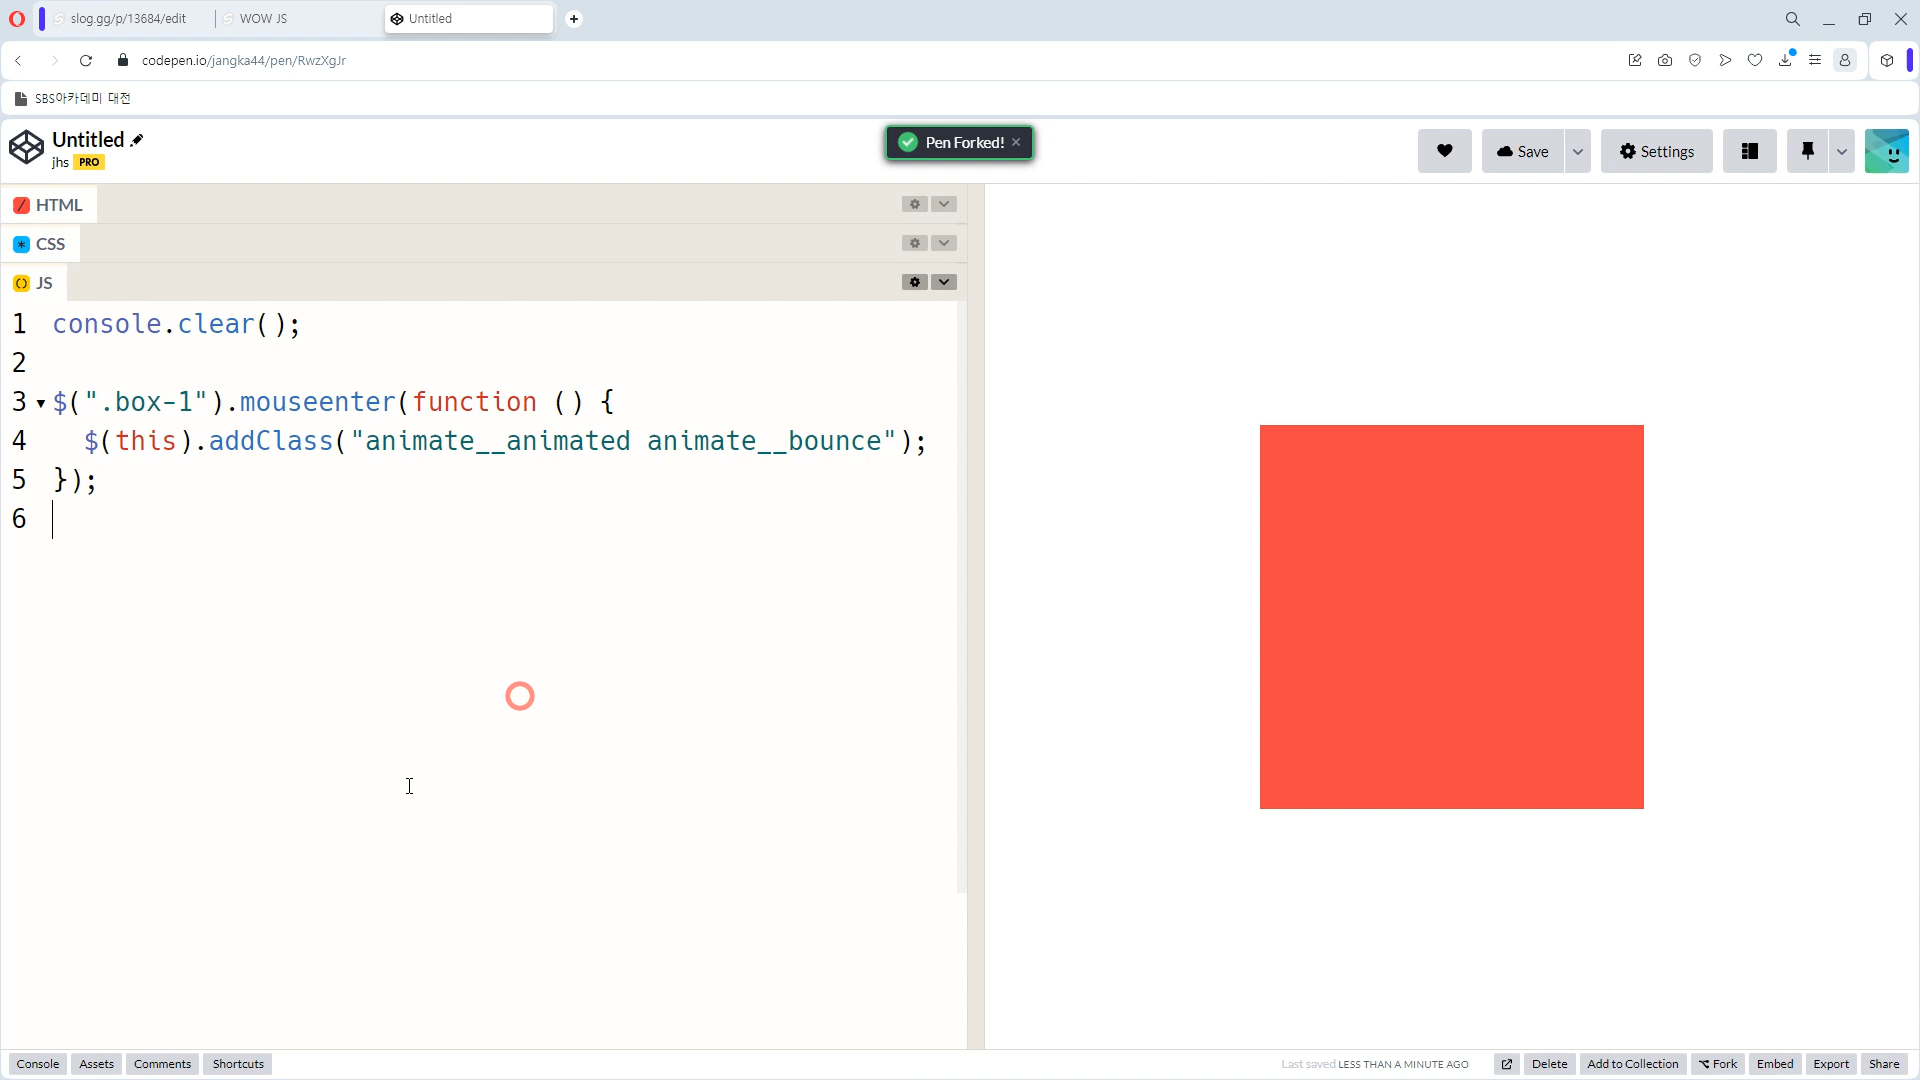 slog.gg/p/13684/edit
WOW JS
Untitled
codepen.io/jangka44/pen/RwzXgJr
SBS아카데미 대전
Untitled
jhs PRO
Pen Forked!
Save
Settings
HTML
CSS
JS
1 console.clear();
2
3 $(".box-1").mouseenter(function () {
4 $(this).addClass("animate__animated animate__bounce");
5 });
6
Console Assets Comments Shortcuts
Last saved LESS THAN A MINUTE AGO
Delete Add to Collection Fork Embed Export Share